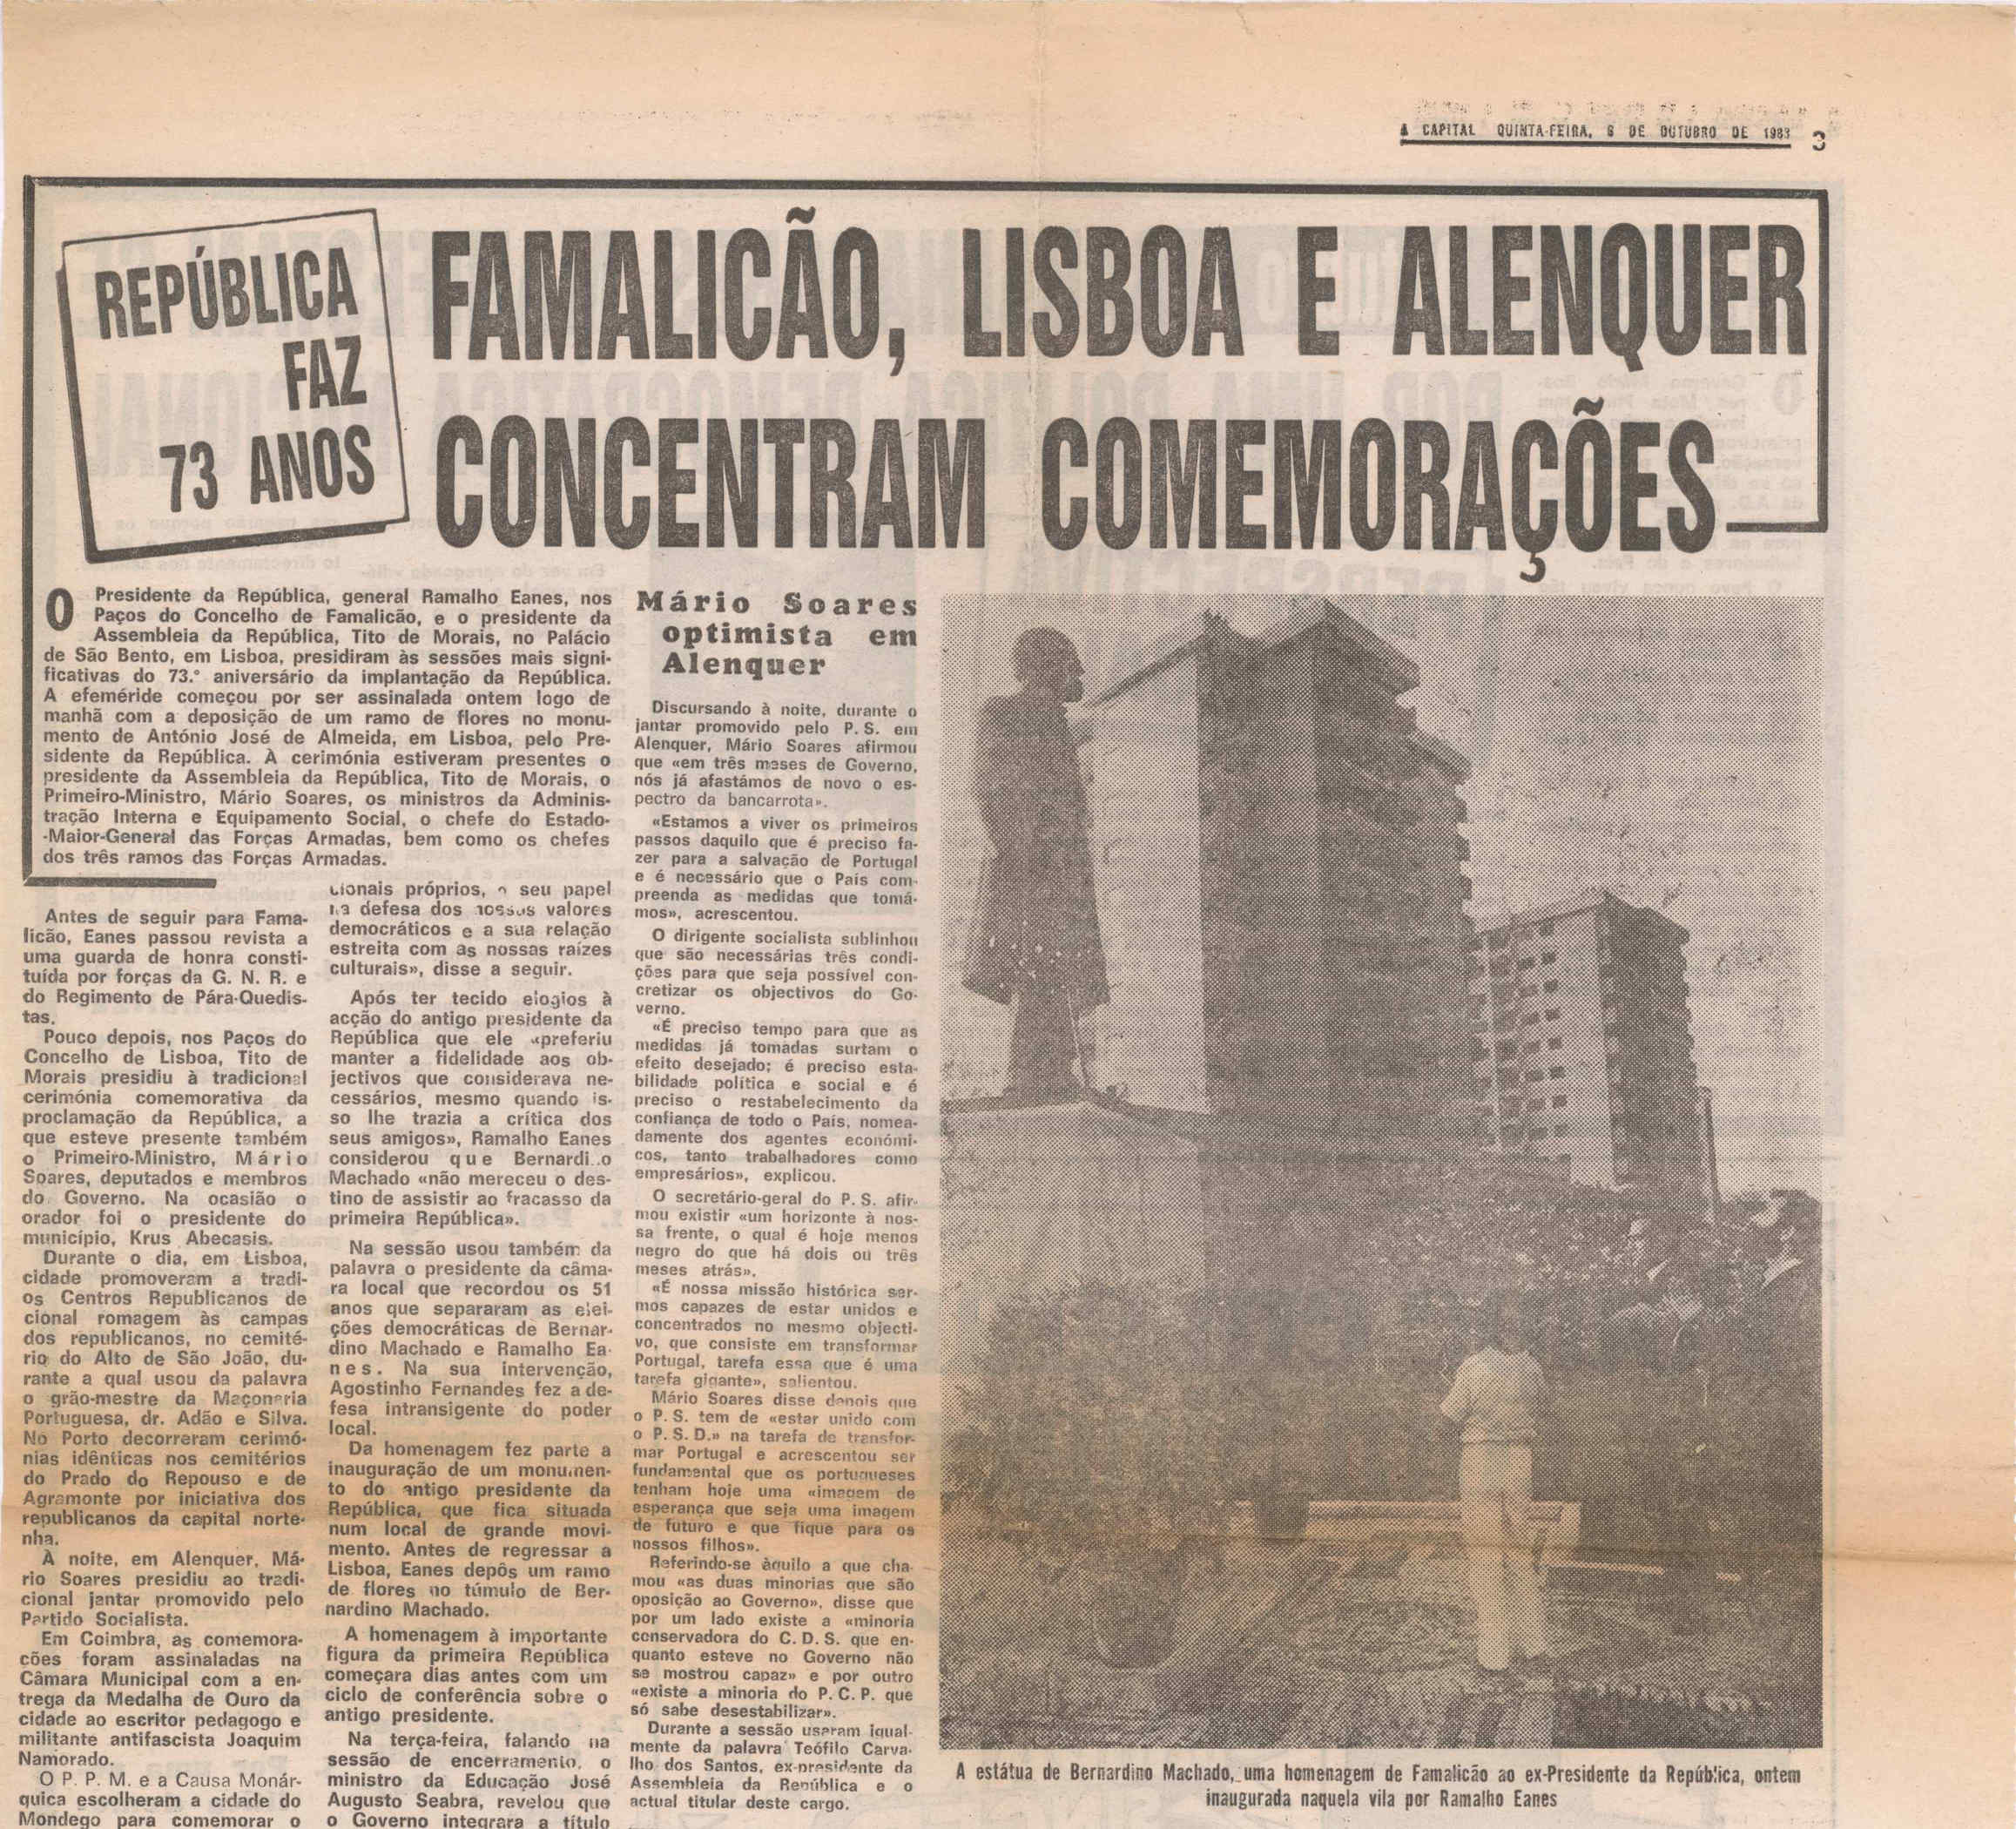 A CAPITAL QUINTA-FEIRA, 6 DE OUTUBRO DE 1983 3
REPÚBLICA
FAZ
73 ANOS
FAMALICÃO, LISBOA E ALENQUER
CONCENTRAM COMEMORAÇÕES
O Presidente da República, general Ramalho Eanes, nos
Paços do Concelho de Famalicão, e o presidente da
Assembleia da República, Tito de Morais, no Palácio
de São Bento, em Lisboa, presidiram às sessões mais signi-
ficativas do 73.º aniversário da implantação da República.
A efeméride começou por ser assinalada ontem logo de
manhã com a deposição de um ramo de flores no monu-
mento de António José de Almeida, em Lisboa, pelo Pre-
sidente da República. À cerimónia estiveram presentes o
presidente da Assembleia da República, Tito de Morais, o
Primeiro-Ministro, Mário Soares, os ministros da Adminis-
tração Interna e Equipamento Social, o chefe do Estado-
-Maior-General das Forças Armadas, bem como os chefes
dos três ramos das Forças Armadas.
Antes de seguir para Fama-
licão, Eanes passou revista a
uma guarda de honra consti-
tuída por forças da G. N. R. e
do Regimento de Pára-Quedis-
tas.
Pouco depois, nos Paços do
Concelho de Lisboa, Tito de
Morais presidiu à tradicional
cerimónia comemorativa da
proclamação da República, a
que esteve presente também
o Primeiro-Ministro, Mário
Soares, deputados e membros
do Governo. Na ocasião o
orador foi o presidente do
município, Krus Abecasis.
Durante o dia, em Lisboa,
cidade promoveram a tradi-
os Centros Republicanos de
cional romagem às campas
dos republicanos, no cemité-
rio do Alto de São João, du-
rante a qual usou da palavra
o grão-mestre da Maçonaria
Portuguesa, dr. Adão e Silva.
No Porto decorreram cerimó-
nias idênticas nos cemitérios
do Prado do Repouso e de
Agramonte por iniciativa dos
republicanos da capital norte-
nha.
À noite, em Alenquer, Má-
rio Soares presidiu ao tradi-
cional jantar promovido pelo
Partido Socialista.
Em Coimbra, as comemora-
ções foram assinaladas na
Câmara Municipal com a en-
trega da Medalha de Ouro da
cidade ao escritor pedagogo e
militante antifascista Joaquim
Namorado.
O P. P. M. e a Causa Monár-
quica escolheram a cidade do
Mondego para comemorar o
cionais próprios, o seu papel
na defesa dos nossos valores
democráticos e a sua relação
estreita com as nossas raízes
culturais», disse a seguir.
Após ter tecido elogios à
acção do antigo presidente da
República que ele «preferiu
manter a fidelidade aos ob-
jectivos que considerava ne-
cessários, mesmo quando is-
so lhe trazia a crítica dos
seus amigos», Ramalho Eanes
considerou que Bernardino
Machado «não mereceu o des-
tino de assistir ao fracasso da
primeira República».
Na sessão usou também da
palavra o presidente da câma-
ra local que recordou os 51
anos que separaram as elei-
ções democráticas de Bernar-
dino Machado e Ramalho Ea-
nes. Na sua intervenção,
Agostinho Fernandes fez a de-
fesa intransigente do poder
local.
Da homenagem fez parte a
inauguração de um monumen-
to do antigo presidente da
República, que fica situada
num local de grande movi-
mento. Antes de regressar a
Lisboa, Eanes depôs um ramo
de flores no túmulo de Ber-
nardino Machado.
A homenagem à importante
figura da primeira República
começara dias antes com um
ciclo de conferência sobre o
antigo presidente.
Na terça-feira, falando na
sessão de encerramento, o
ministro da Educação José
Augusto Seabra, revelou que
o Governo integrara a título
Mário Soares
optimista em
Alenquer
Discursando à noite, durante o
jantar promovido pelo P. S. em
Alenquer, Mário Soares afirmou
que «em três meses de Governo,
nós já afastámos de novo o es-
pectro da bancarrota».
«Estamos a viver os primeiros
passos daquilo que é preciso fa-
zer para a salvação de Portugal
e é necessário que o País com-
preenda as medidas que tomá-
mos», acrescentou.
O dirigente socialista sublinhou
que são necessárias três condi-
ções para que seja possível con-
cretizar os objectivos do Go-
verno.
«É preciso tempo para que as
medidas já tomadas surtam o
efeito desejado; é preciso esta-
bilidade política e social e é
preciso o restabelecimento da
confiança de todo o País, nomea-
damente dos agentes económi-
cos, tanto trabalhadores como
empresários», explicou.
O secretário-geral do P. S. afir-
mou existir «um horizonte à nos-
sa frente, o qual é hoje menos
negro do que há dois ou três
meses atrás».
«É nossa missão histórica ser-
mos capazes de estar unidos e
concentrados no mesmo objecti-
vo, que consiste em transformar
Portugal, tarefa essa que é uma
tarefa gigante», salientou.
Mário Soares disse depois que
o P. S. tem de «estar unido com
o P. S. D.» na tarefa de transfor-
mar Portugal e acrescentou ser
fundamental que os portugueses
tenham hoje uma «imagem de
esperança que seja uma imagem
de futuro e que fique para os
nossos filhos».
Referindo-se àquilo a que cha-
mou «as duas minorias que são
oposição ao Governo», disse que
por um lado existe a «minoria
conservadora do C. D. S. que en-
quanto esteve no Governo não
se mostrou capaz» e por outro
«existe a minoria do P. C. P. que
só sabe desestabilizar».
Durante a sessão usaram igual-
mente da palavra Teófilo Carva-
lho dos Santos, ex-presidente da
Assembleia da República e o
actual titular deste cargo.
A estátua de Bernardino Machado, uma homenagem de Famalicão ao ex-Presidente da República, ontem
inaugurada naquela vila por Ramalho Eanes